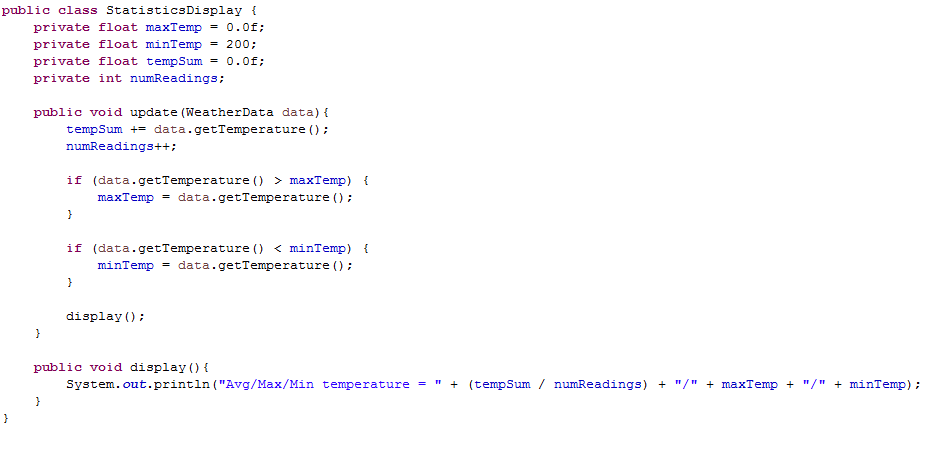 public class StatisticsDisplay {
    private float maxTemp = 0.0f;
    private float minTemp = 200;
    private float tempSum = 0.0f;
    private int numReadings;

    public void update(WeatherData data){
        tempSum += data.getTemperature();
        numReadings++;

        if (data.getTemperature() > maxTemp) {
            maxTemp = data.getTemperature();
        }

        if (data.getTemperature() < minTemp) {
            minTemp = data.getTemperature();
        }

        display();
    }

    public void display(){
        System.out.println("Avg/Max/Min temperature = " + (tempSum / numReadings) + "/" + maxTemp + "/" + minTemp);
    }
}